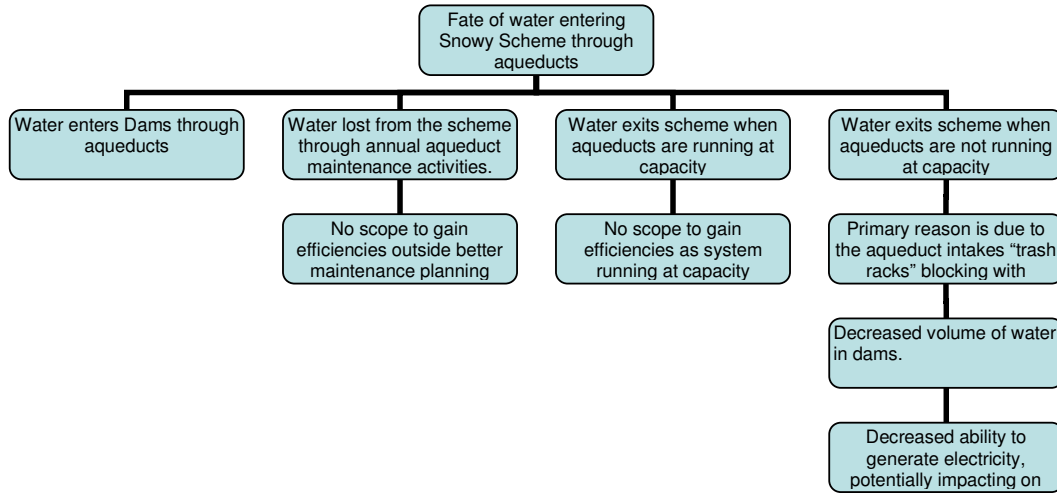 Fate of water entering
Snowy Scheme through
aqueducts
Water enters Dams through
aqueducts
Water lost from the scheme
through annual aqueduct
maintenance activities.
Water exits scheme when
aqueducts are running at
capacity
Water exits scheme when
aqueducts are not running
at capacity
No scope to gain
efficiencies outside better
maintenance planning
No scope to gain
efficiencies as system
running at capacity
Primary reason is due to
the aqueduct intakes “trash
racks” blocking with
Decreased volume of water
in dams.
Decreased ability to
generate electricity,
potentially impacting on